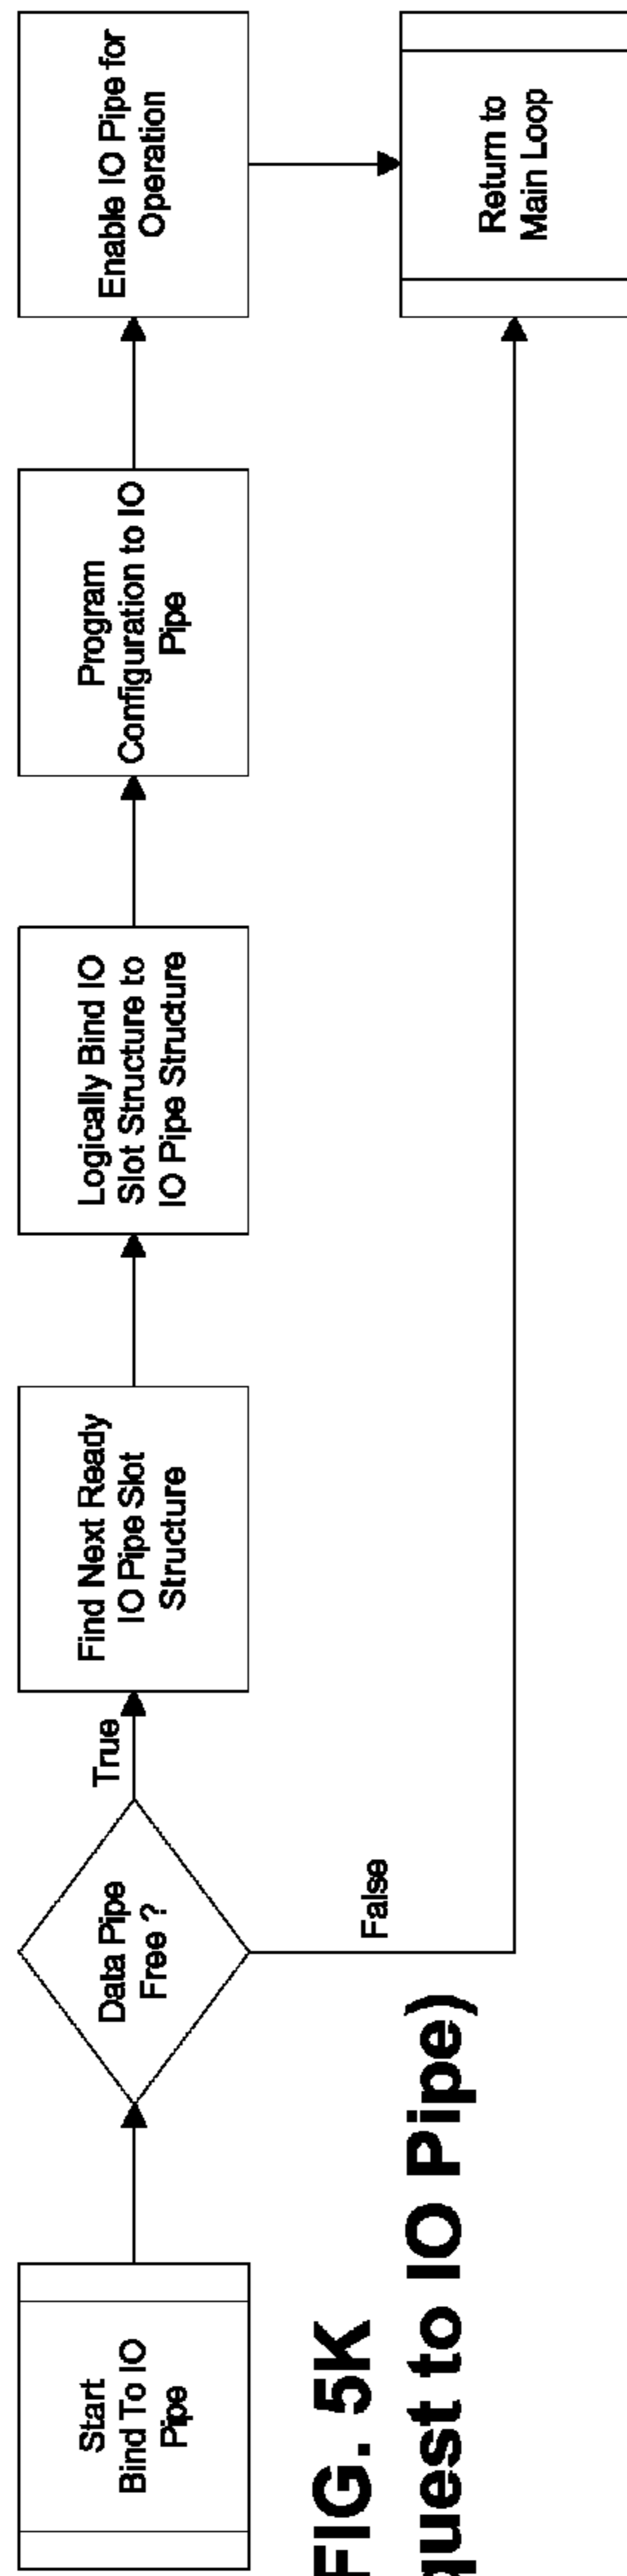 Start
Bind To IO
Pipe
Data Pipe
Free ?
True
False
Find Next Ready
IO Pipe Slot
Structure
Logically Bind IO
Slot Structure to
IO Pipe Structure
Program
Configuration to IO
Pipe
Enable IO Pipe for
Operation
Return to
Main Loop
FIG. 5K
to IO Pipe)